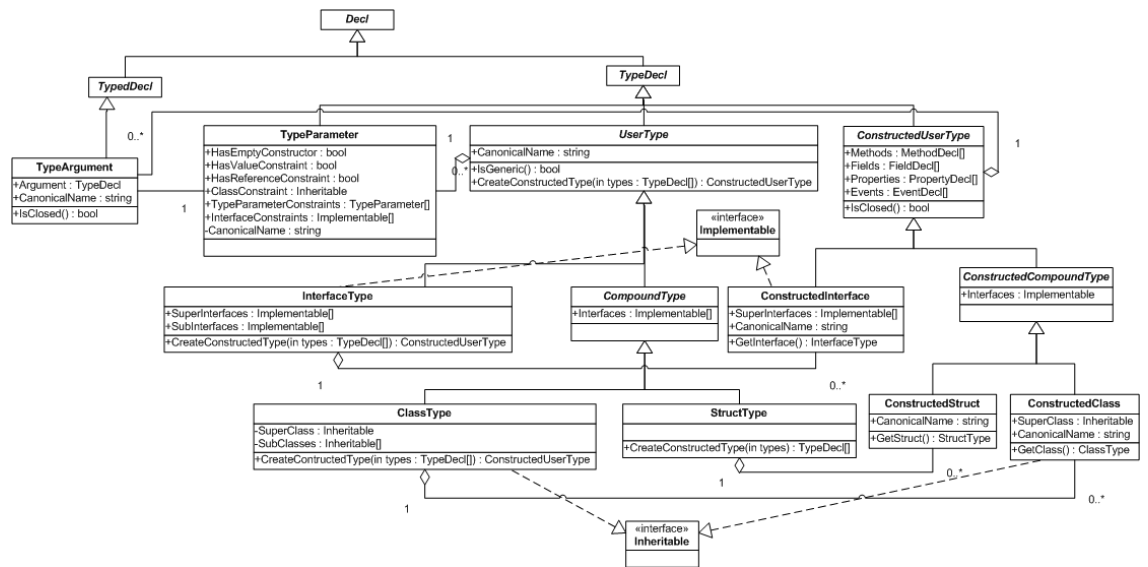 Decl
TypedDecl
TypeDecl
TypeArgument
+Argument : TypeDecl
+CanonicalName : string
+IsClosed() : bool
0..*
1
TypeParameter
+HasEmptyConstructor : bool
+HasValueConstraint : bool
+HasReferenceConstraint : bool
+ClassConstraint : Inheritable
+TypeParameterConstraints : TypeParameter[]
+InterfaceConstraints : Implementable[]
-CanonicalName : string
1
0..*
UserType
+CanonicalName : string
+IsGeneric() : bool
+CreateConstructedType(in types : TypeDecl[]) : ConstructedUserType
ConstructedUserType
+Methods : MethodDecl[]
+Fields : FieldDecl[]
+Properties : PropertyDecl[]
+Events : EventDecl[]
+IsClosed() : bool
1
«interface»
Implementable
InterfaceType
+SuperInterfaces : Implementable[]
+SubInterfaces : Implementable[]
+CreateConstructedType(in types : TypeDecl[]) : ConstructedUserType
1
CompoundType
+Interfaces : Implementable[]
ConstructedInterface
+SuperInterfaces : Implementable[]
+CanonicalName : string
+GetInterface() : InterfaceType
0..*
ConstructedCompoundType
+Interfaces : Implementable
ClassType
-SuperClass : Inheritable
-SubClasses : Inheritable[]
+CreateContructedType(in types : TypeDecl[]) : ConstructedUserType
1
StructType
+CreateConstructedType(in types) : TypeDecl[]
1
ConstructedStruct
+CanonicalName : string
+GetStruct() : StructType
0..*
ConstructedClass
+SuperClass : Inheritable
+CanonicalName : string
+GetClass() : ClassType
0..*
«interface»
Inheritable